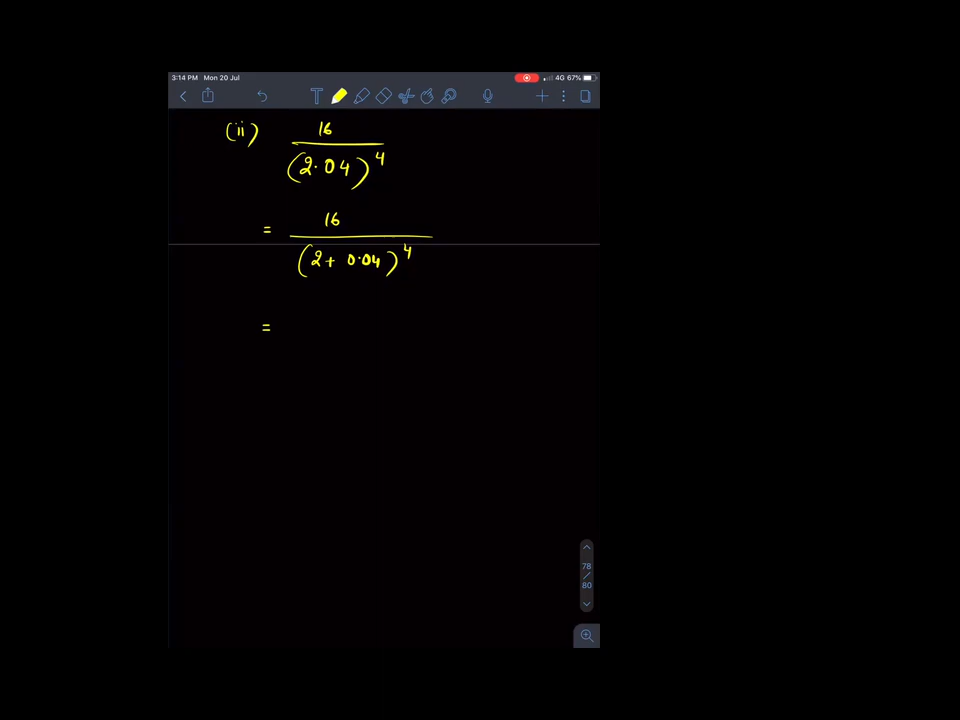 3:14 PM Mon 20 Jul 4G 67%
T
(ii) 16
(2.04)^4
= 16
(2 + 0.04)^4
=
78
/
80